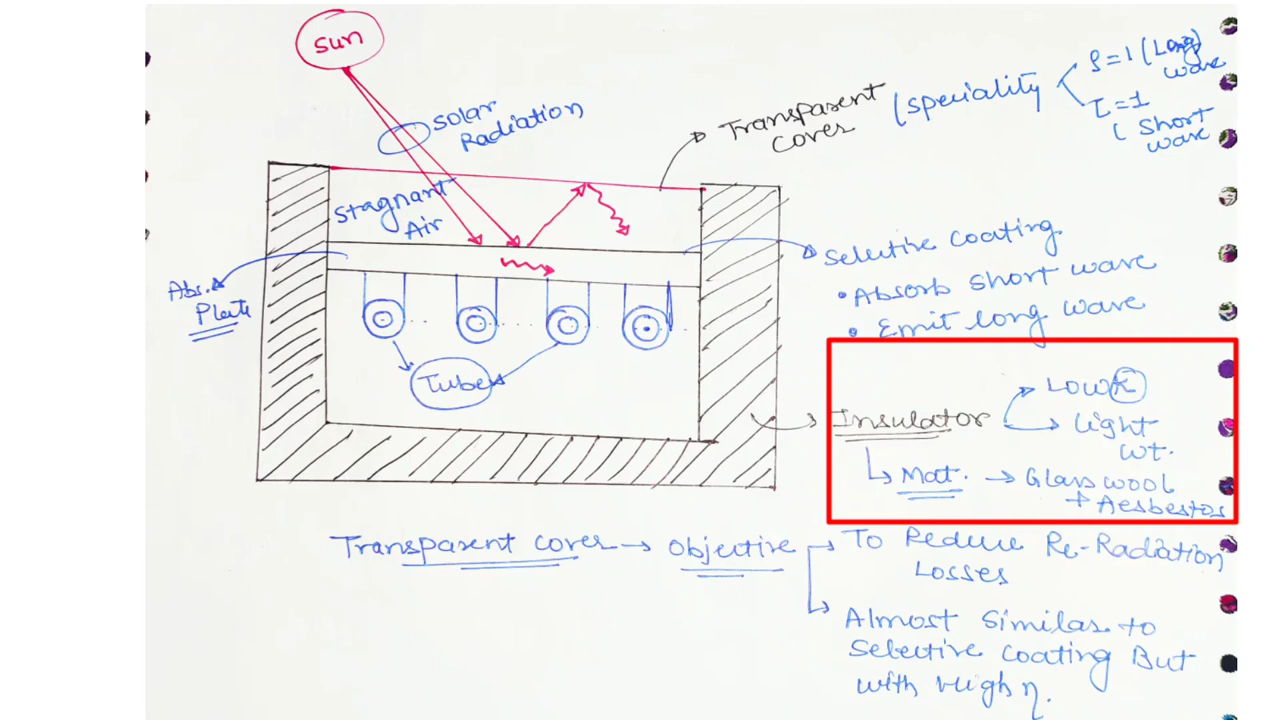 Sun
Solar
Radiation
Transparent
Cover
(speciality
ρ=1 (Long
wave
τ=1
( Short
wave
Stagnant
Air
Abs.
Plate
Selective Coating
• Absorb short wave
• Emit long wave
Tubes
Insulator
Low K
light
wt.
Mat. → Glass wool
+ Aesbestos
Transparent cover → Objective → To Reduce Re-Radiation
Losses
Almost Similar to
Selective Coating But
with High η.